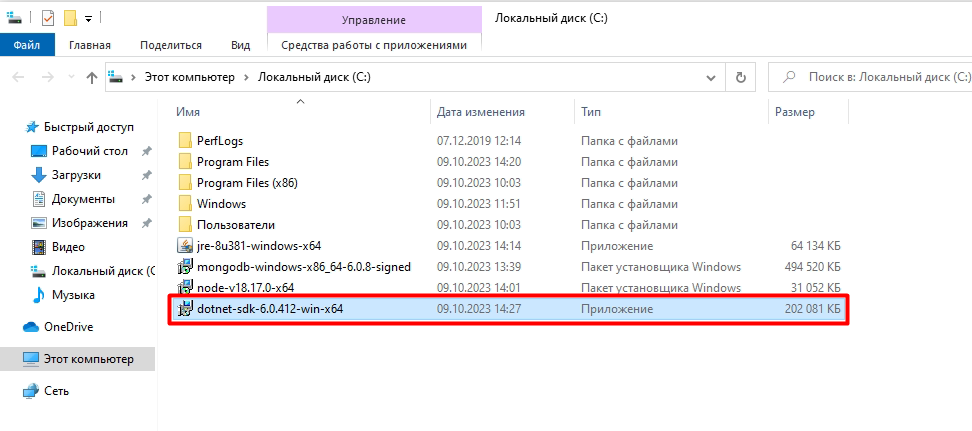 Управление
Локальный диск (C:)
Файл
Главная
Поделиться
Вид
Средства работы с приложениями
Этот компьютер
Локальный диск (C:)
Поиск в: Локальный диск (C:)
Имя
Дата изменения
Тип
Размер
Быстрый доступ
Рабочий стол
Загрузки
Документы
Изображения
Видео
Локальный диск (C
Музыка
OneDrive
Этот компьютер
Сеть
PerfLogs 07.12.2019 12:14 Папка с файлами
Program Files 09.10.2023 14:20 Папка с файлами
Program Files (x86) 09.10.2023 10:03 Папка с файлами
Windows 09.10.2023 11:51 Папка с файлами
Пользователи 09.10.2023 10:03 Папка с файлами
jre-8u381-windows-x64 09.10.2023 14:14 Приложение 64 134 КБ
mongodb-windows-x86_64-6.0.8-signed 09.10.2023 13:39 Пакет установщика Windows 494 520 КБ
node-v18.17.0-x64 09.10.2023 14:01 Пакет установщика Windows 31 052 КБ
dotnet-sdk-6.0.412-win-x64 09.10.2023 14:27 Приложение 202 081 КБ